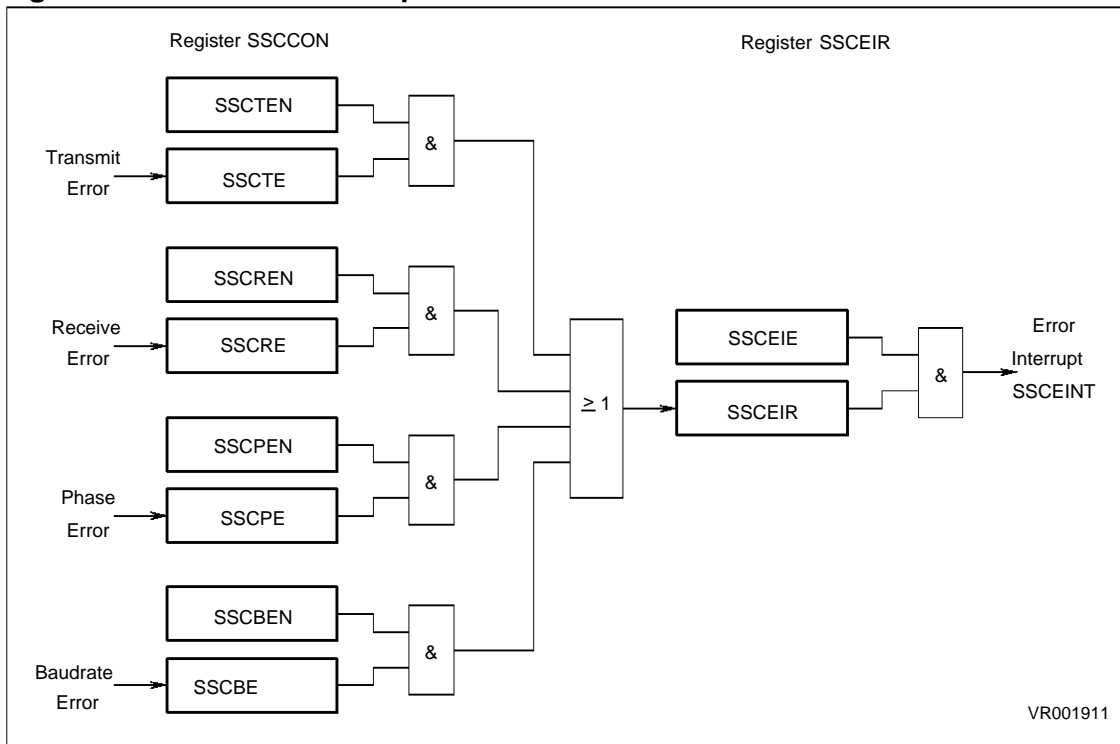 Register SSCCON
Register SSCEIR
SSCTEN
&
Transmit
Error
SSCTE
SSCREN
&
Receive
Error
SSCRE
SSCEIE
&
Error
Interrupt
SSCEINT
≥ 1
SSCEIR
SSCPEN
&
Phase
Error
SSCPE
SSCBEN
&
Baudrate
Error
SSCBE
VR001911